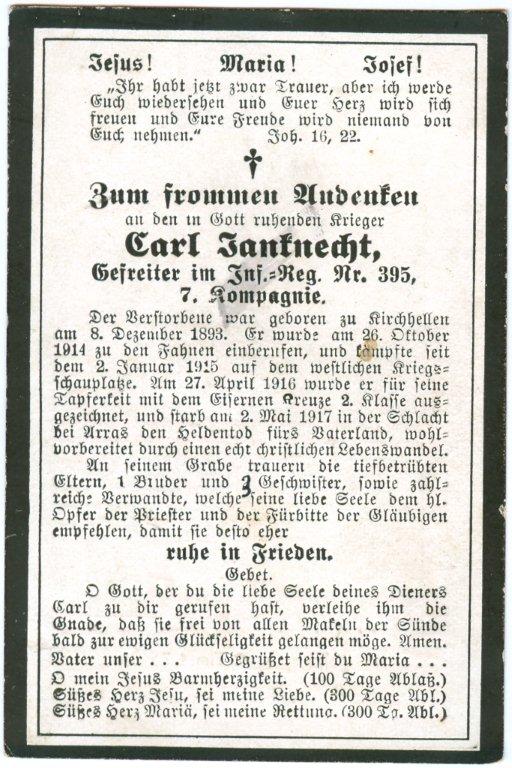 Jesus! Maria! Josef!
„Ihr habt jetzt zwar Trauer, aber ich werde
Euch wiedersehen und Euer Herz wird sich
freuen und Eure Freude wird niemand von
Euch nehmen.“ Joh. 16, 22.
†
Zum frommen Andenken
an den in Gott ruhenden Krieger
Carl Janknecht,
Gefreiter im Inf.-Reg. Nr. 395,
7. Kompagnie.
Der Verstorbene war geboren zu Kirchhellen
am 8. Dezember 1893. Er wurde am 26. Oktober
1914 zu den Fahnen einberufen, und kämpfte seit
dem 2. Januar 1915 auf dem westlichen Kriegs-
schauplatze. Am 27. April 1916 wurde er für seine
Tapferkeit mit dem Eisernen Kreuze 2. Klasse aus-
gezeichnet, und starb am 2. Mai 1917 in der Schlacht
bei Arras den Heldentod fürs Vaterland, wohl-
vorbereitet durch einen echt christlichen Lebenswandel.
An seinem Grabe trauern die tiefbetrübten
Eltern, 1 Bruder und 3 Geschwister, sowie zahl-
reiche Verwandte, welche seine liebe Seele dem hl.
Opfer der Priester und der Fürbitte der Gläubigen
empfehlen, damit sie desto eher
ruhe in Frieden.
Gebet.
O Gott, der du die liebe Seele deines Dieners
Carl zu dir gerufen hast, verleihe ihm die
Gnade, daß sie frei von allen Makeln der Sünde
bald zur ewigen Glückseligkeit gelangen möge. Amen.
Vater unser . . . Gegrüßet seist du Maria . . .
O mein Jesus Barmherzigkeit. (100 Tage Ablaß.)
Süßes Herz Jesu, sei meine Liebe. (300 Tage Abl.)
Süßes Herz Mariä, sei meine Rettung. (300 Tg. Abl.)